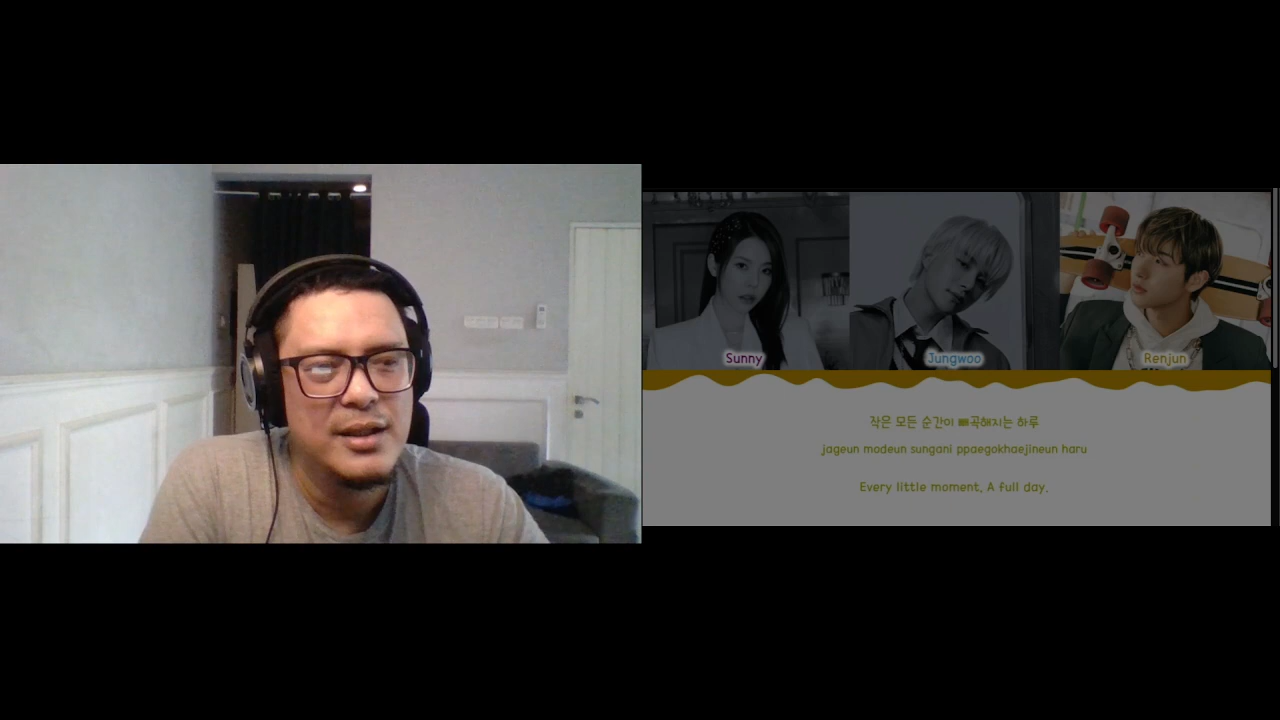 Sunny
Jungwoo
Renjun
작은 모든 순간이 빼곡해지는 하루
jageun modeun sungani ppaegokhaejineun haru
Every little moment, A full day.